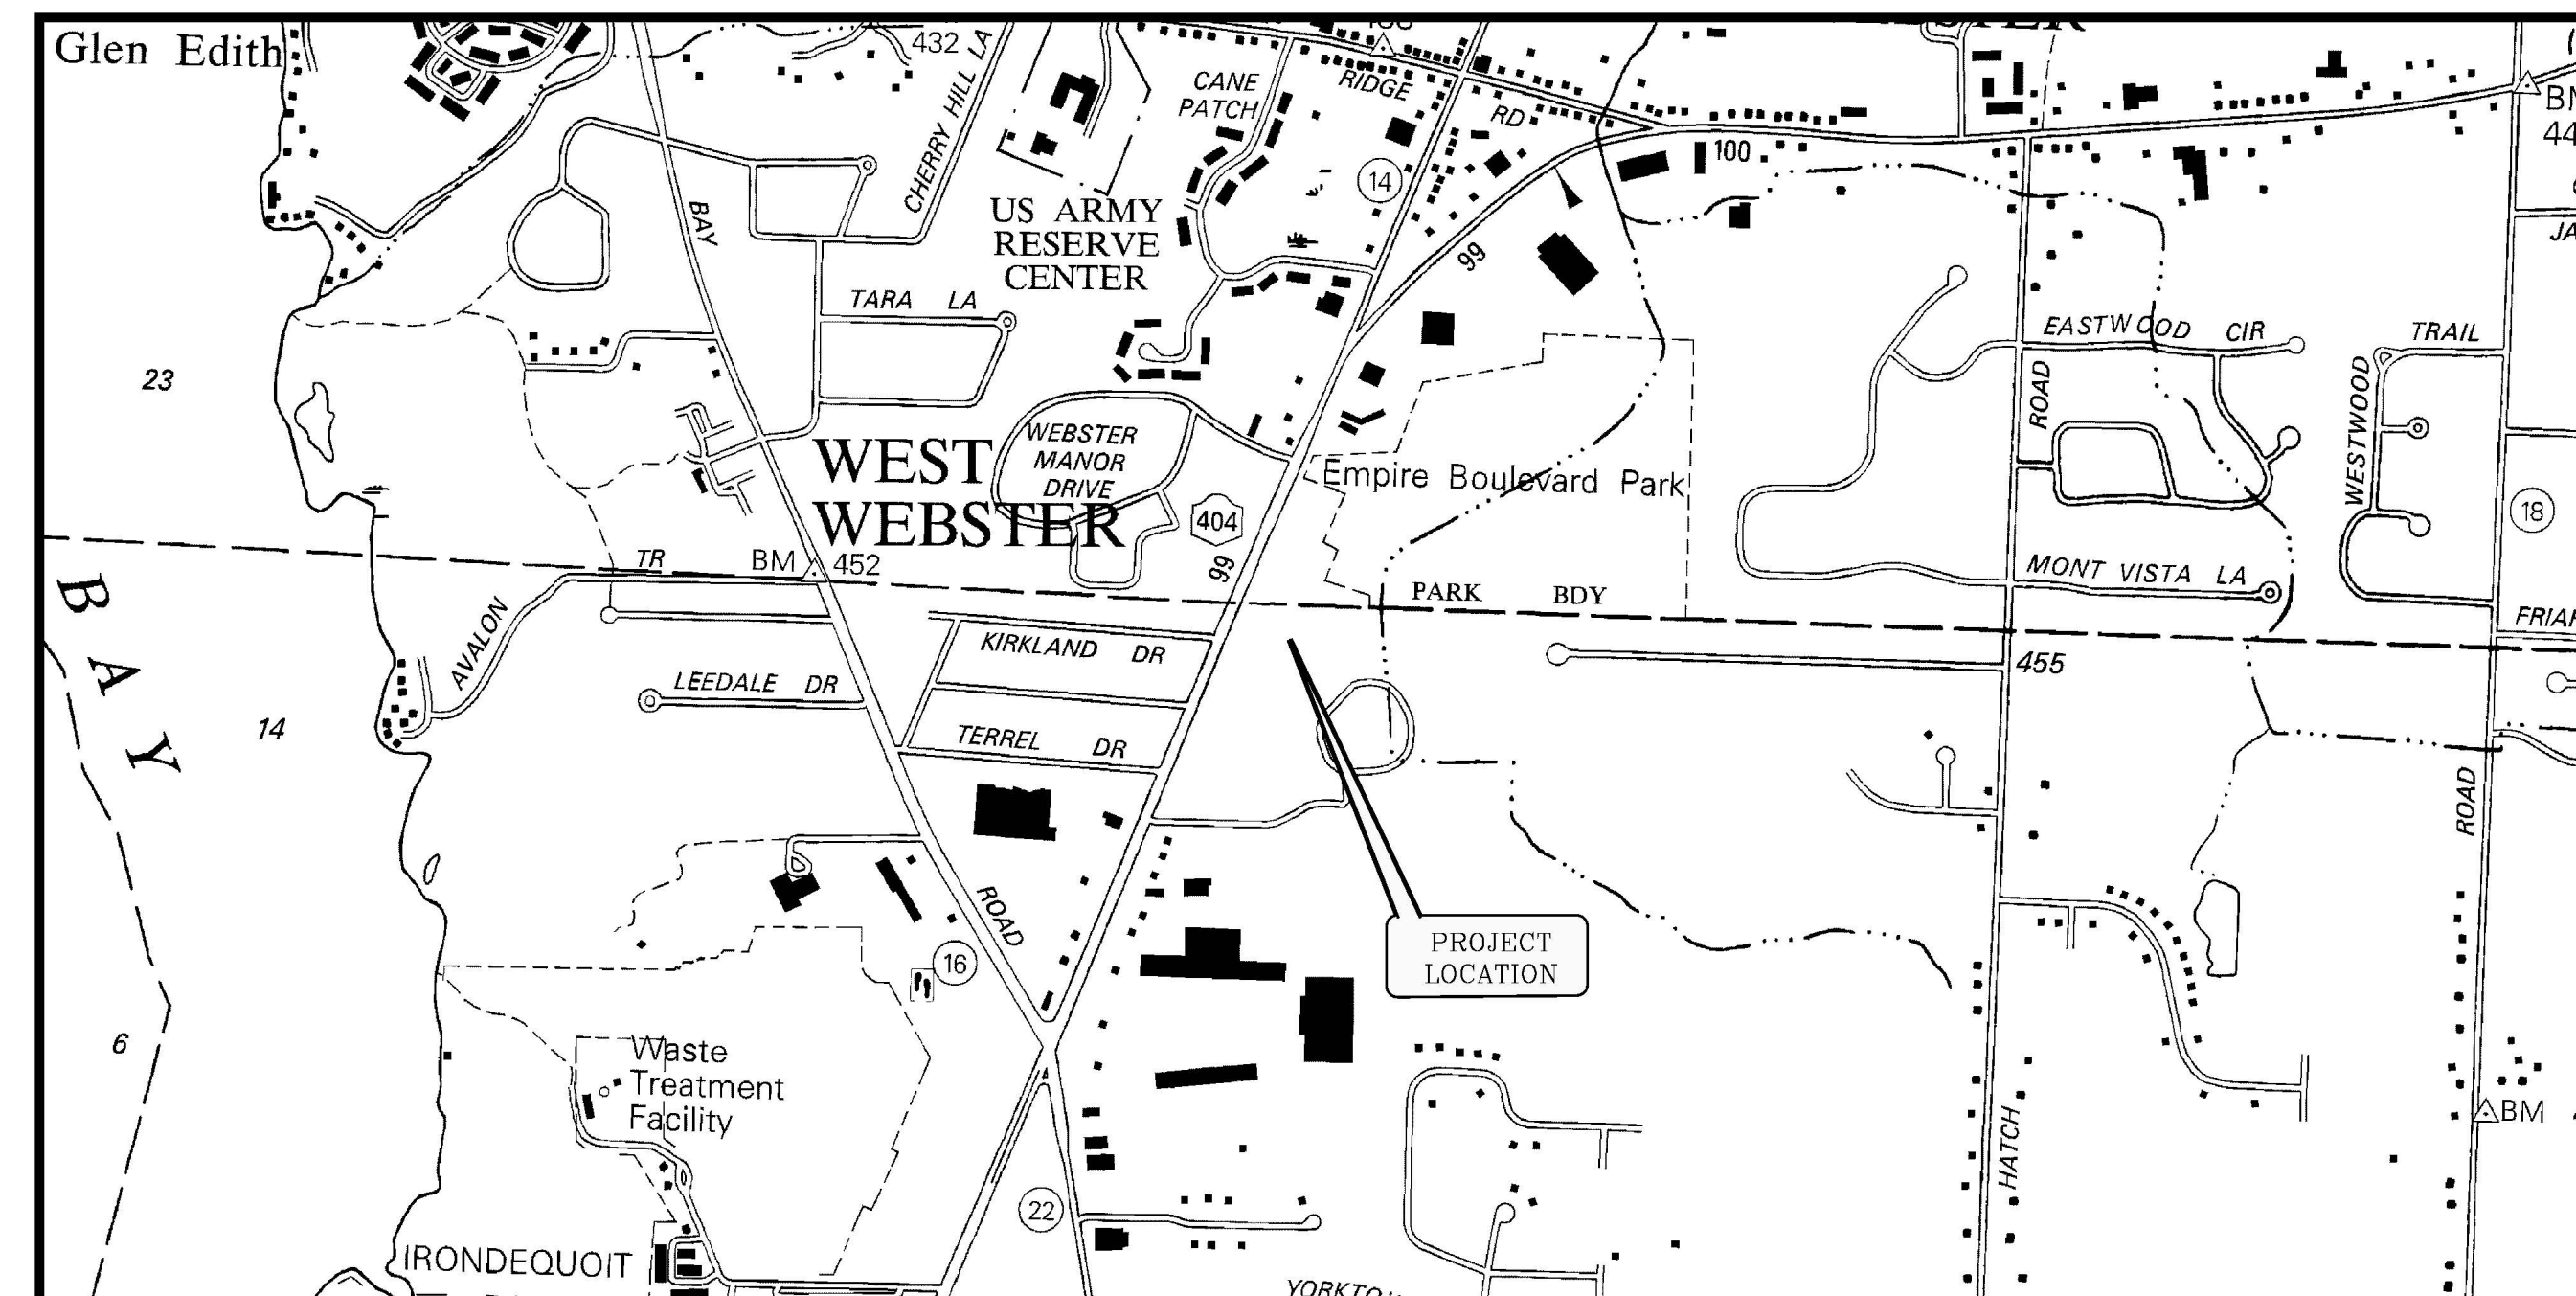 Glen Edith
432
CHERRY HILL LA
CANE
PATCH
RIDGE
RD
14
100
BAY
US ARMY
RESERVE
CENTER
99
TARA LA
EASTWOOD CIR
TRAIL
23
ROAD
WESTWOOD
WEST
WEBSTER
WEBSTER
MANOR
DRIVE
Empire Boulevard Park
404
99
18
TR
BM 452
MONT VISTA LA
BAY
AVALON
PARK BDY
KIRKLAND DR
455
LEEDALE DR
14
TERREL DR
ROAD
ROAD
PROJECT
LOCATION
16
6
Waste
Treatment
Facility
HATCH
BM
22
IRONDEQUOIT